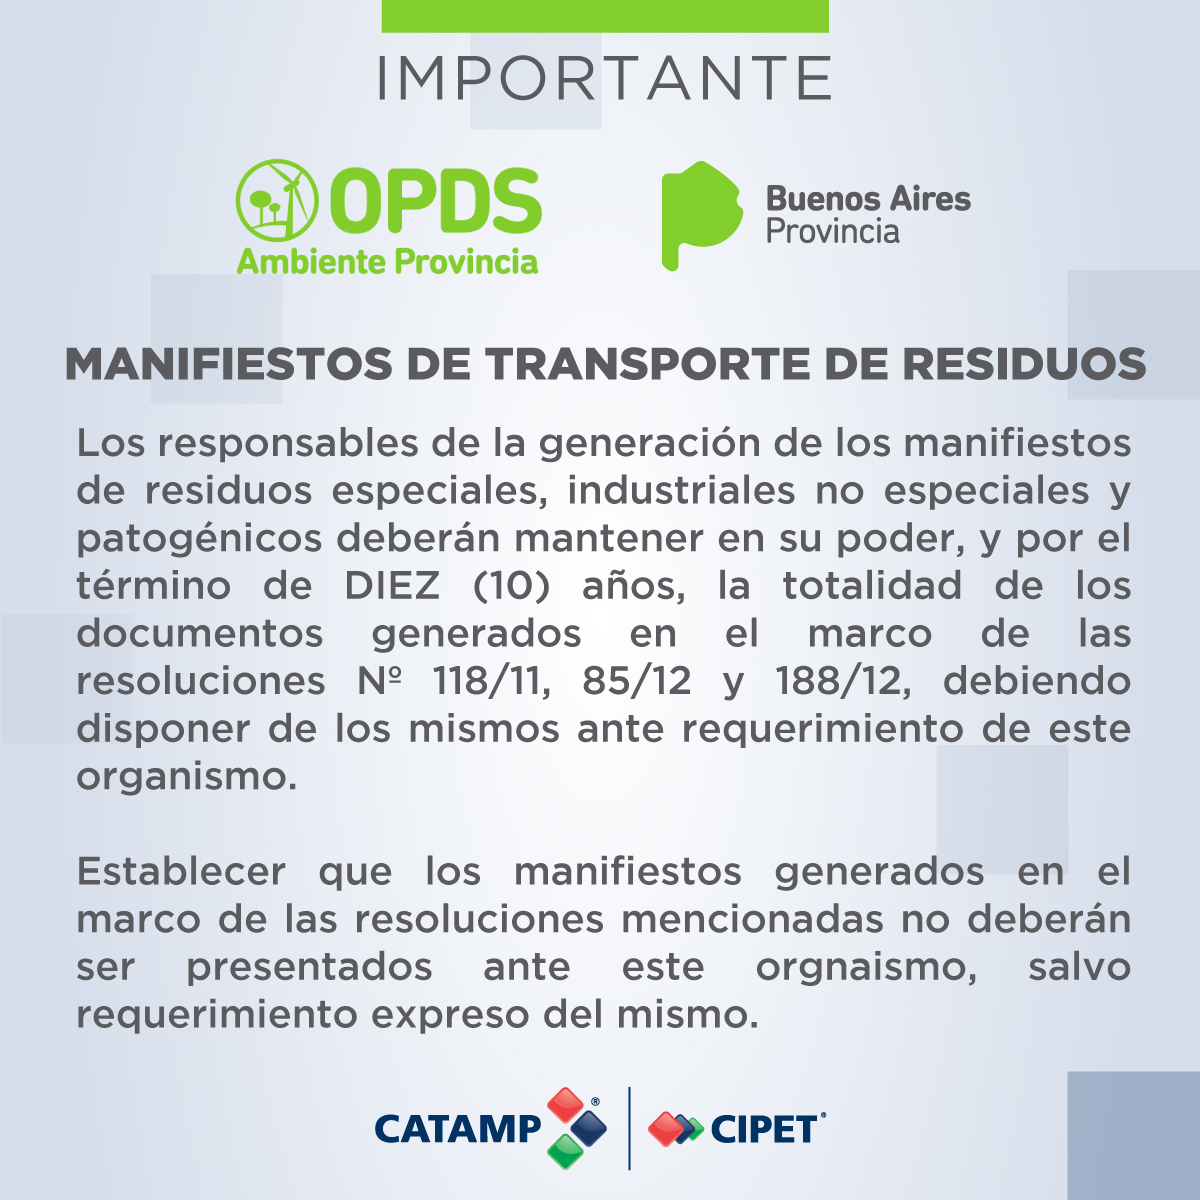 IMPORTANTE
OPDS
Ambiente Provincia
Buenos Aires
Provincia
MANIFIESTOS DE TRANSPORTE DE RESIDUOS
Los responsables de la generación de los manifiestos
de residuos especiales, industriales no especiales y
patogénicos deberán mantener en su poder, y por el
término de DIEZ (10) años, la totalidad de los
documentos generados en el marco de las
resoluciones Nº 118/11, 85/12 y 188/12, debiendo
disponer de los mismos ante requerimiento de este
organismo.
Establecer que los manifiestos generados en el
marco de las resoluciones mencionadas no deberán
ser presentados ante este orgnaismo, salvo
requerimiento expreso del mismo.
CATAMP®
CIPET®